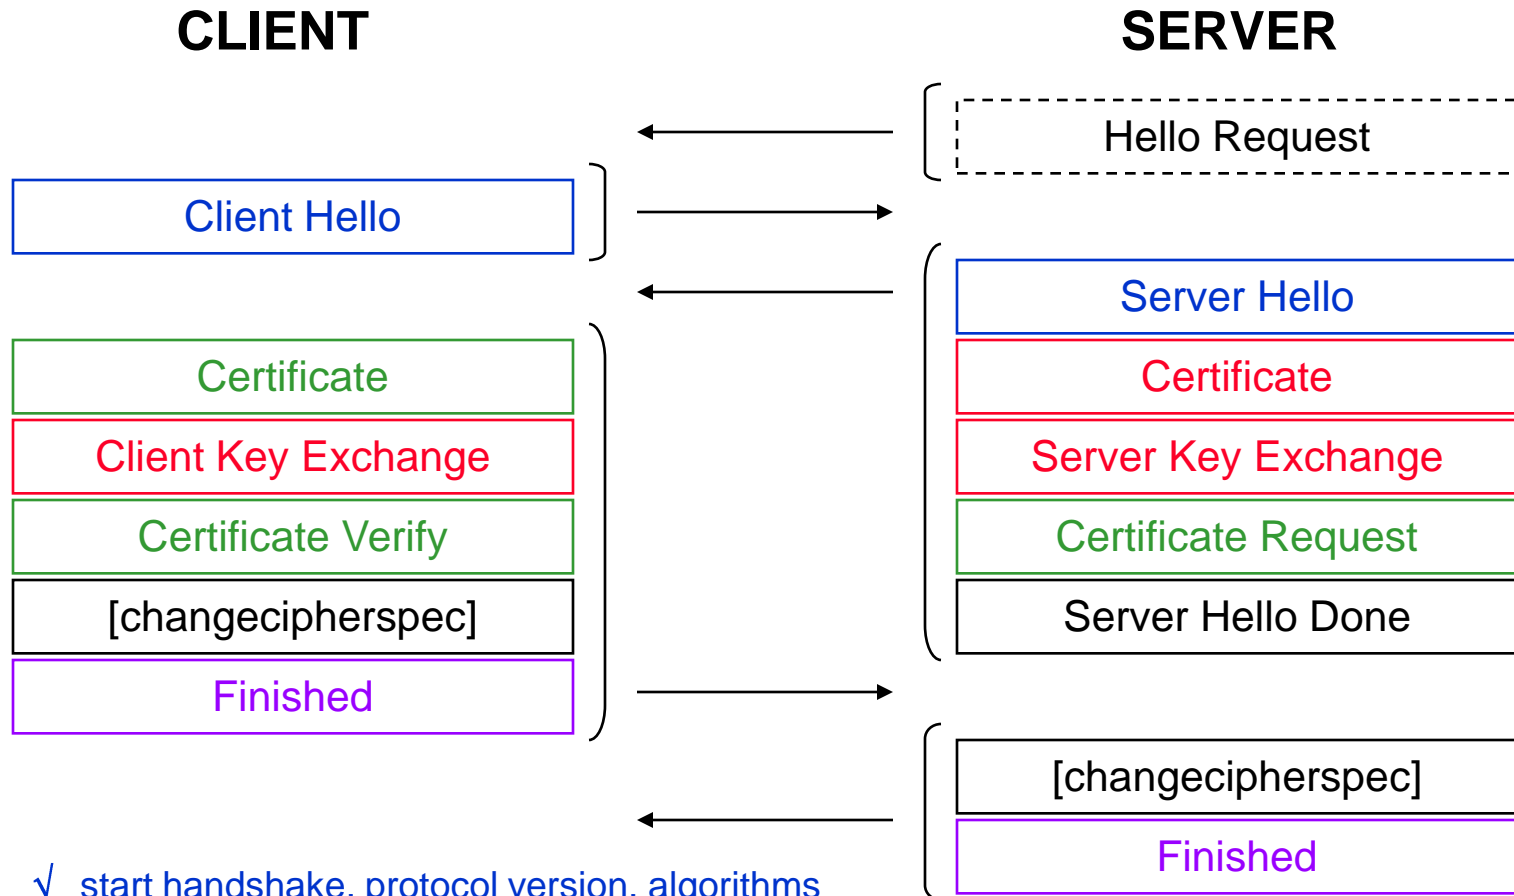 CLIENT
SERVER
Hello Request
Client Hello
Server Hello
Certificate
Certificate
Client Key Exchange
Server Key Exchange
Certificate Verify
Certificate Request
[changecipherspec]
Server Hello Done
Finished
[changecipherspec]
Finished
√ start handshake, protocol version, algorithms